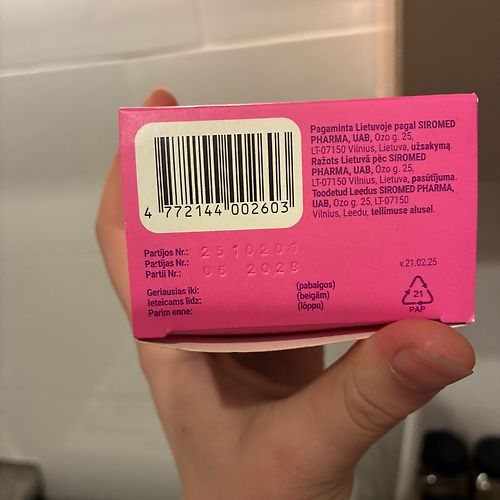 Pagaminta Lietuvoje pagal SIROMED
PHARMA, UAB, Ozo g. 25,
LT-07150 Vilnius, Lietuva, užsakymą.
Ražots Lietuvā pēc SIROMED
PHARMA, UAB, Ozo g. 25,
LT-07150 Vilnius, Lietuva, pasūtījuma.
Toodetud Leedus SIROMED PHARMA,
UAB, Ozo g. 25, LT-07150
Vilnius, Leedu, tellimuse alusel.
4 772144 002603
Partijos Nr.: 2510201
Partijas Nr.:
Partii Nr.: 06 2028
Geriausias iki: (pabaigos)
Ieteicams līdz: (beigām)
Parim enne: (lõppu)
v.21.02.25
21
PAP